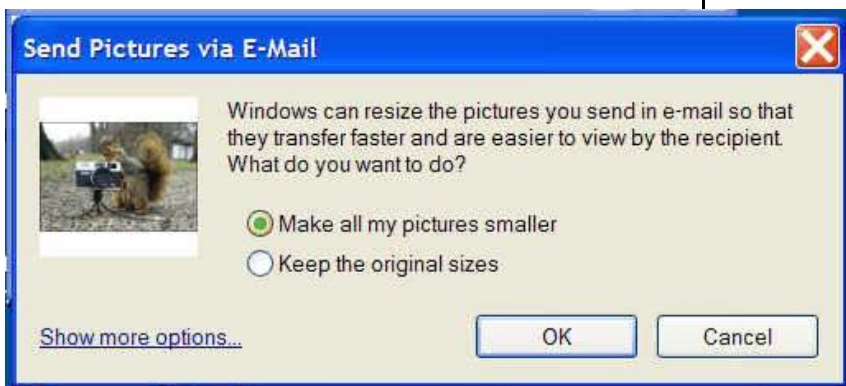 Send Pictures via E-Mail
Windows can resize the pictures you send in e-mail so that
they transfer faster and are easier to view by the recipient.
What do you want to do?
Make all my pictures smaller
Keep the original sizes
Show more options...
OK
Cancel